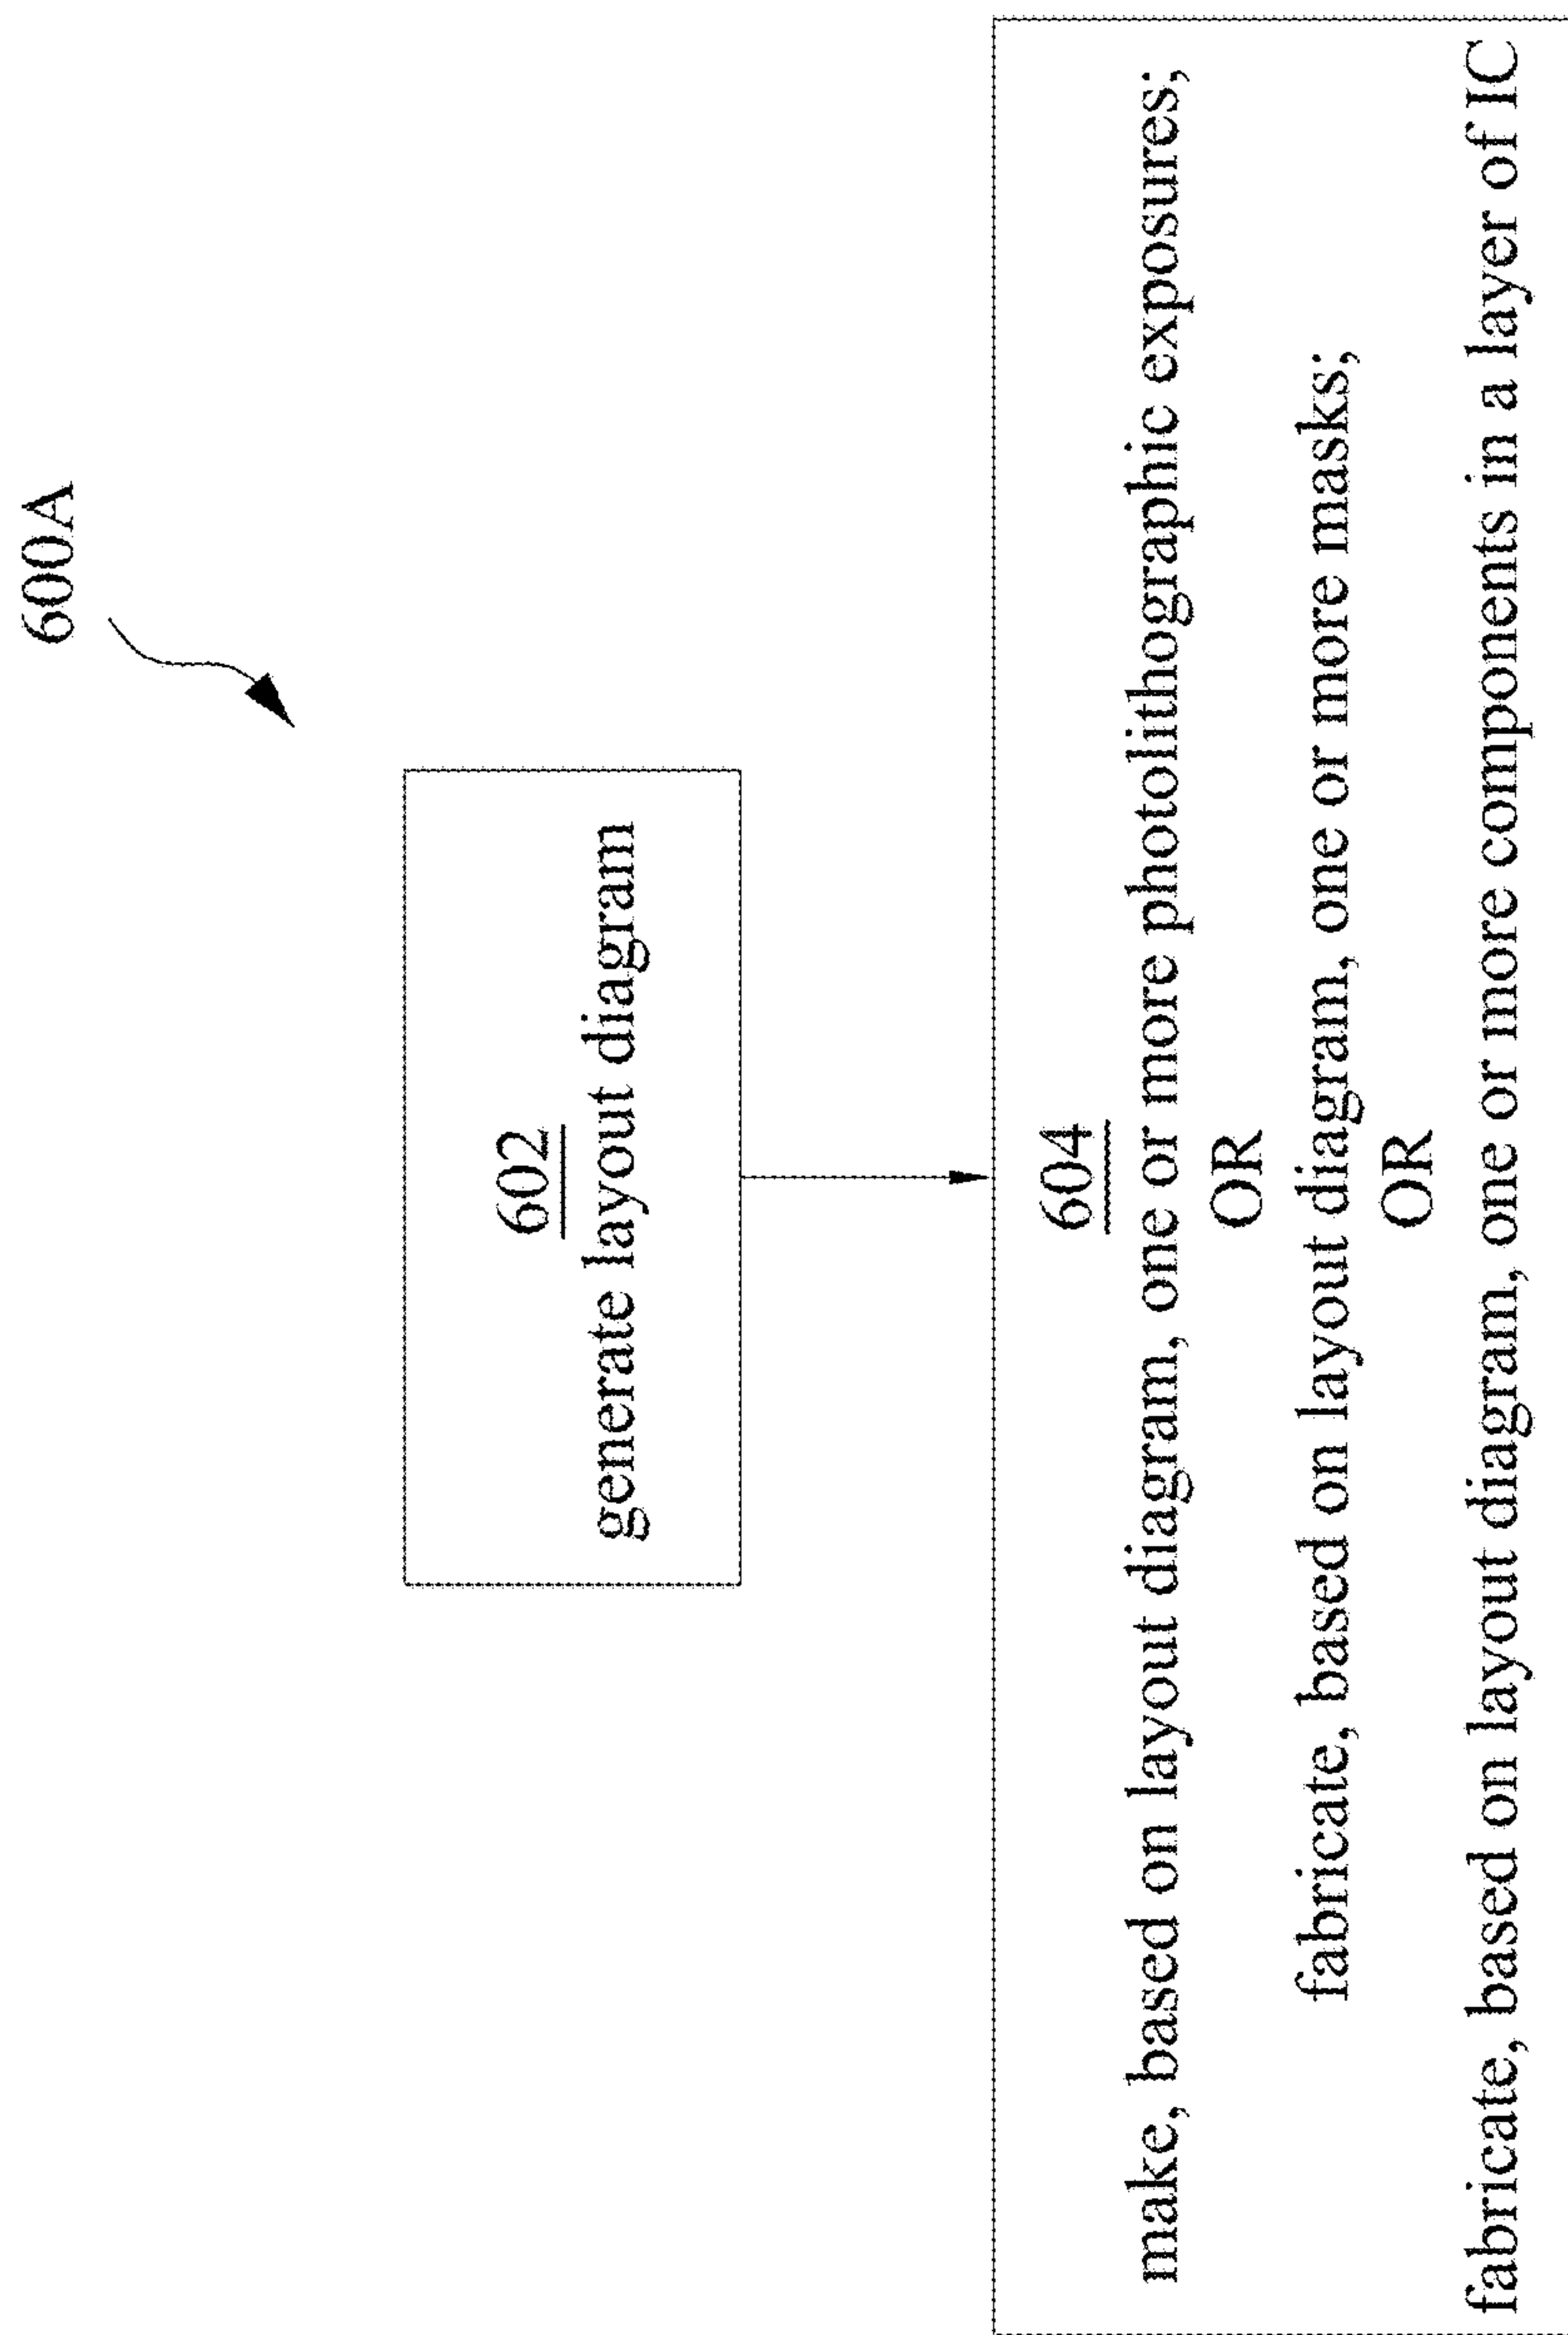 600A
602
generate layout diagram
604
make, based on layout diagram, one or more photolithographic exposures;
OR
fabricate, based on layout diagram, one or more masks;
OR
fabricate, based on layout diagram, one or more components in a layer of IC